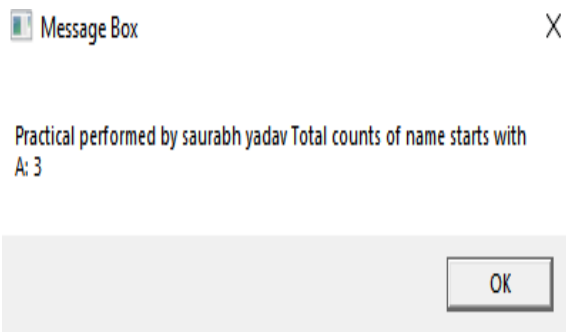 Message Box
Practical performed by saurabh yadav Total counts of name starts with
A: 3
OK